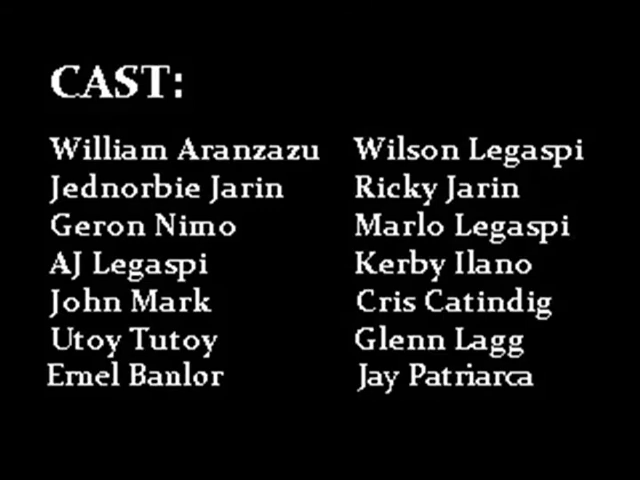 CAST:
William Aranzazu Wilson Legaspi
Jednorbie Jarin Ricky Jarin
Geron Nimo Marlo Legaspi
AJ Legaspi Kerby Ilano
John Mark Cris Catindig
Utoy Tutoy Glenn Lagg
Emel Banlor Jay Patriarca